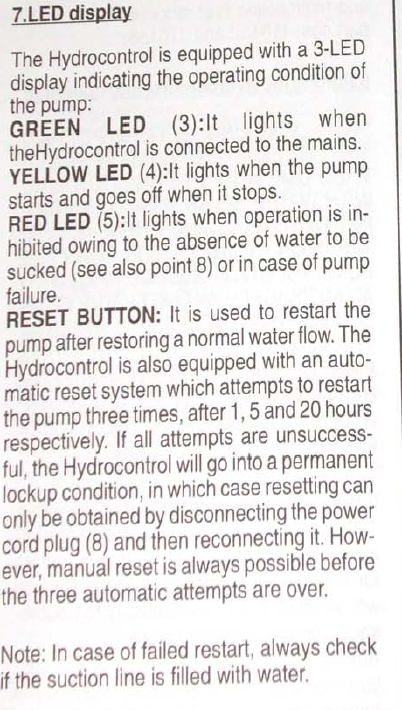 7.LED display
The Hydrocontrol is equipped with a 3-LED
display indicating the operating condition of
the pump:
GREEN LED (3):It lights when
theHydrocontrol is connected to the mains.
YELLOW LED (4):It lights when the pump
starts and goes off when it stops.
RED LED (5):It lights when operation is in-
hibited owing to the absence of water to be
sucked (see also point 8) or in case of pump
failure.
RESET BUTTON: It is used to restart the
pump after restoring a normal water flow. The
Hydrocontrol is also equipped with an auto-
matic reset system which attempts to restart
the pump three times, after 1, 5 and 20 hours
respectively. If all attempts are unsuccess-
ful, the Hydrocontrol will go into a permanent
lockup condition, in which case resetting can
only be obtained by disconnecting the power
cord plug (8) and then reconnecting it. How-
ever, manual reset is always possible before
the three automatic attempts are over.
Note: In case of failed restart, always check
if the suction line is filled with water.